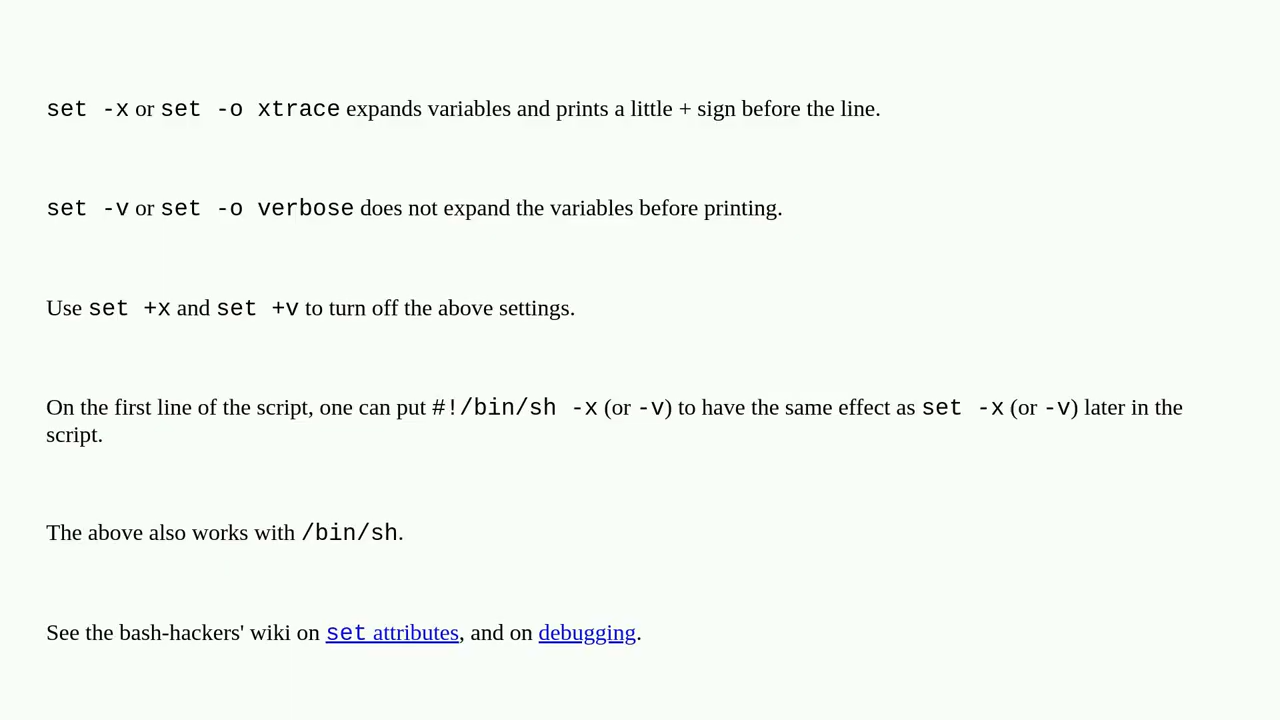 set -x or set -o xtrace expands variables and prints a little + sign before the line.
set -v or set -o verbose does not expand the variables before printing.
Use set +x and set +v to turn off the above settings.
On the first line of the script, one can put #!/bin/sh -x (or -v) to have the same effect as set -x (or -v) later in the
script.
The above also works with /bin/sh.
See the bash-hackers' wiki on set attributes, and on debugging.